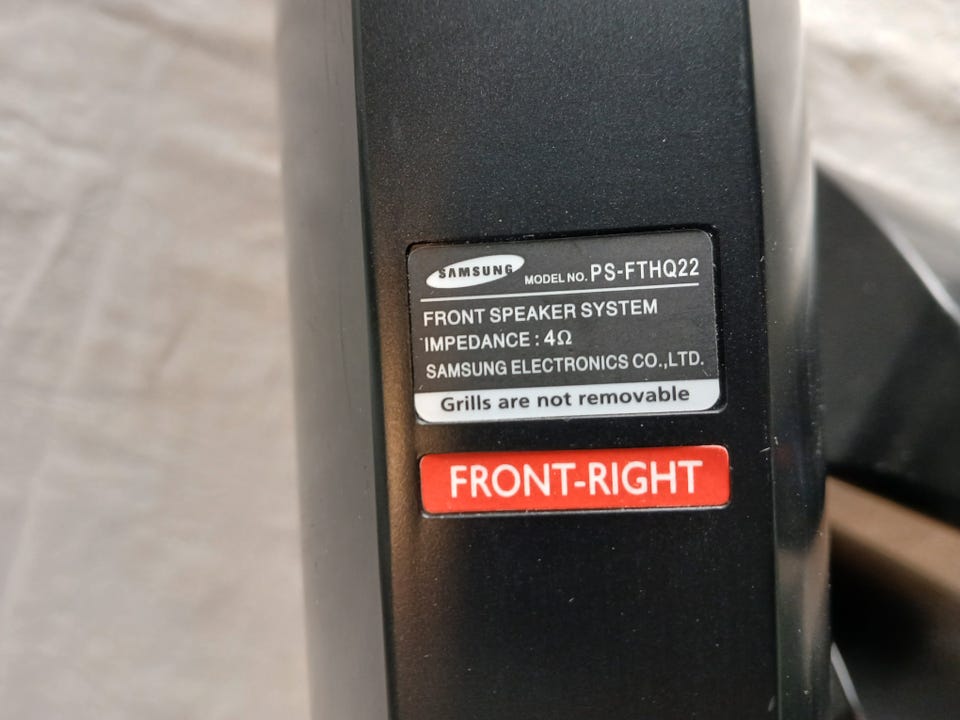 SAMSUNG MODEL NO. PS-FTHQ22
FRONT SPEAKER SYSTEM
IMPEDANCE : 4Ω
SAMSUNG ELECTRONICS CO.,LTD.
Grills are not removable
FRONT-RIGHT